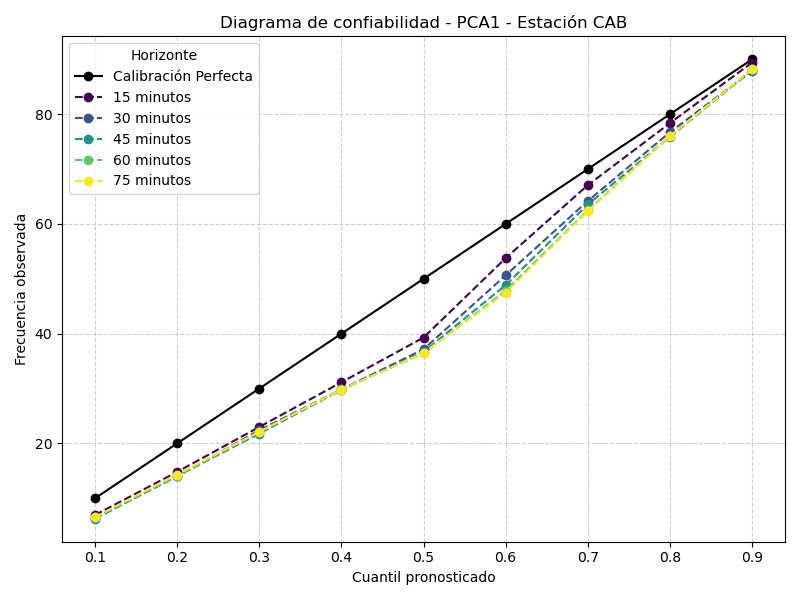 Diagrama de confiabilidad - PCA1 - Estación CAB
Horizonte
Calibración Perfecta
15 minutos
30 minutos
45 minutos
60 minutos
75 minutos
Frecuencia observada
80
60
40
20
0.1 0.2 0.3 0.4 0.5 0.6 0.7 0.8 0.9
Cuantil pronosticado